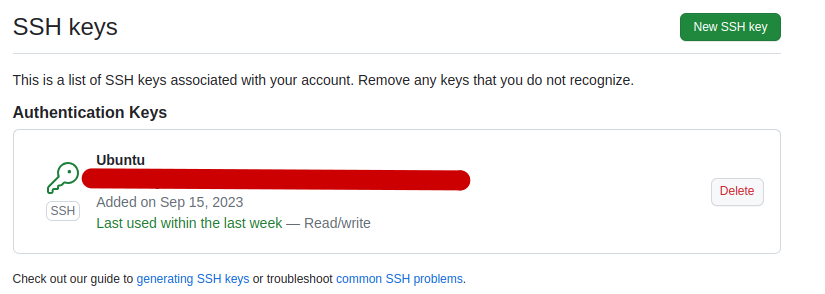 SSH keys
New SSH key
This is a list of SSH keys associated with your account. Remove any keys that you do not recognize.
Authentication Keys
Ubuntu
SSH
Added on Sep 15, 2023
Last used within the last week — Read/write
Delete
Check out our guide to generating SSH keys or troubleshoot common SSH problems.